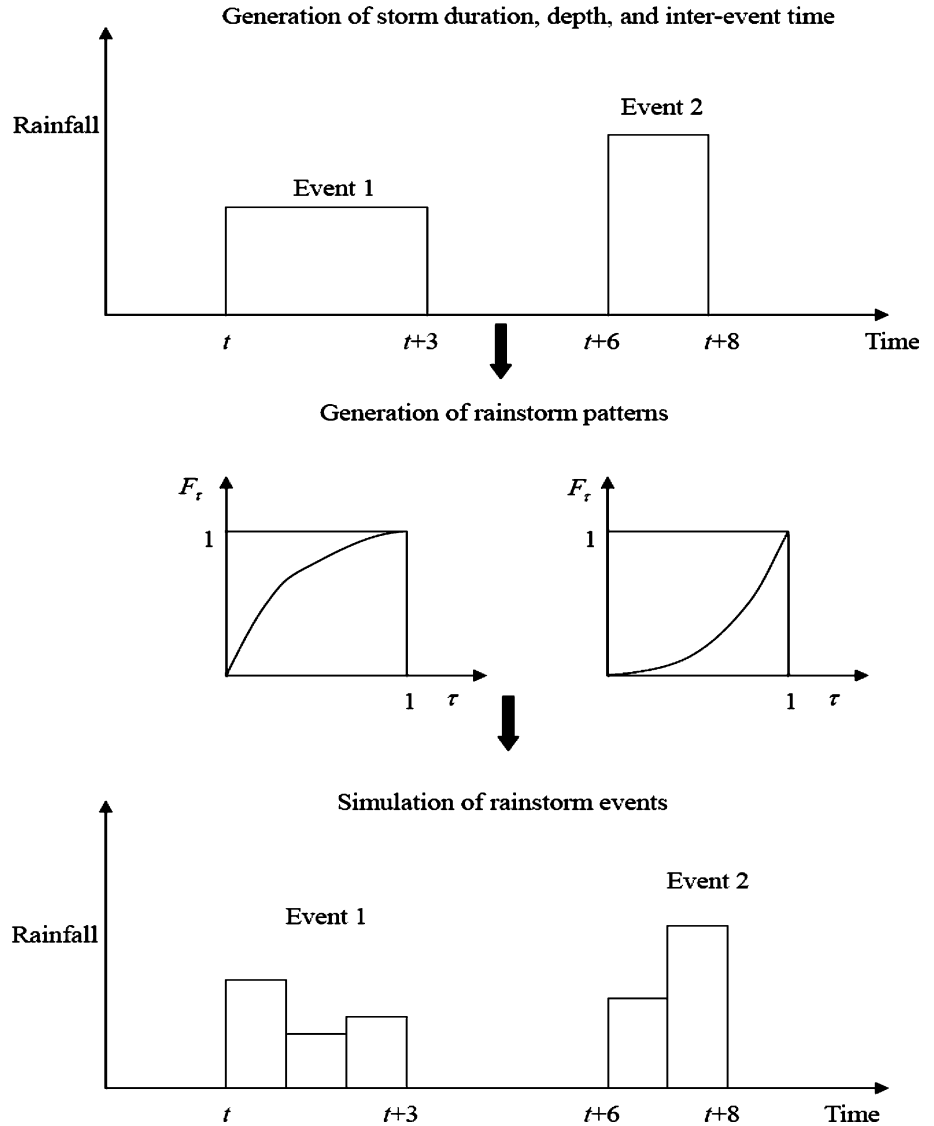 Generation of storm duration, depth, and inter-event time
Rainfall
Event 1
Event 2
t
t+3
t+6
t+8
Time
Generation of rainstorm patterns
Fτ
1
1
τ
Fτ
1
1
τ
Simulation of rainstorm events
Rainfall
Event 1
Event 2
t
t+3
t+6
t+8
Time